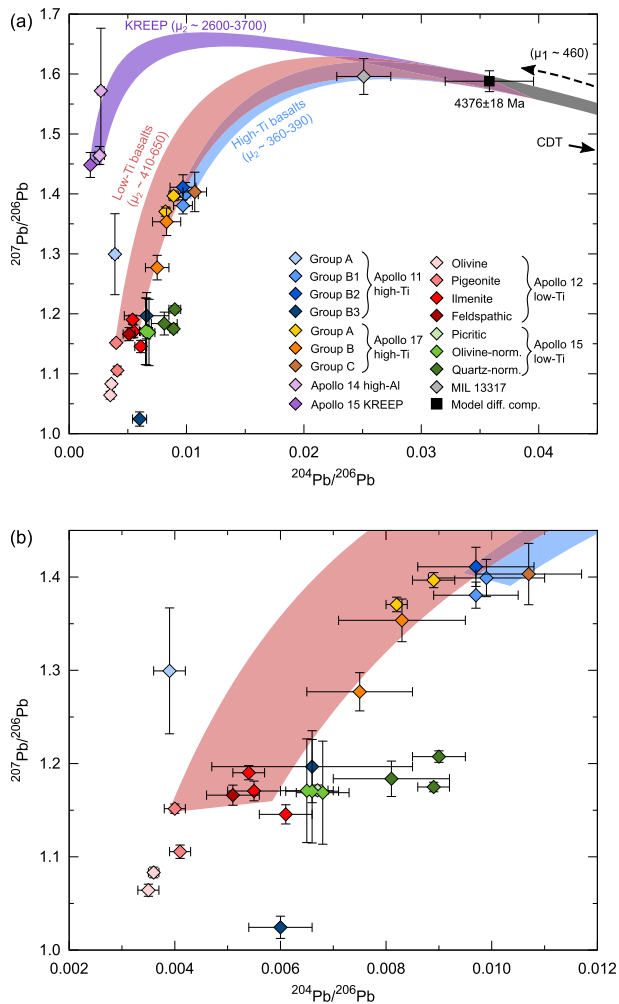 (a)
KREEP (μ2 ~ 2600-3700)
(μ1 ~ 460)
4376±18 Ma
CDT
Low-Ti basalts
(μ2 ~ 410-650)
High-Ti basalts
(μ2 ~ 360-390)
1.7
1.6
1.5
1.4
1.3
1.2
1.1
1.0
207Pb/206Pb
Group A
Group B1
Group B2
Group B3
Apollo 11
high-Ti
Group A
Group B
Group C
Apollo 17
high-Ti
Apollo 14 high-Al
Apollo 15 KREEP
Olivine
Pigeonite
Ilmenite
Feldspathic
Apollo 12
low-Ti
Picritic
Olivine-norm.
Quartz-norm.
Apollo 15
low-Ti
MIL 13317
Model diff. comp.
0.00 0.01 0.02 0.03 0.04
204Pb/206Pb
(b)
1.4
1.3
1.2
1.1
1.0
207Pb/206Pb
0.002 0.004 0.006 0.008 0.010 0.012
204Pb/206Pb